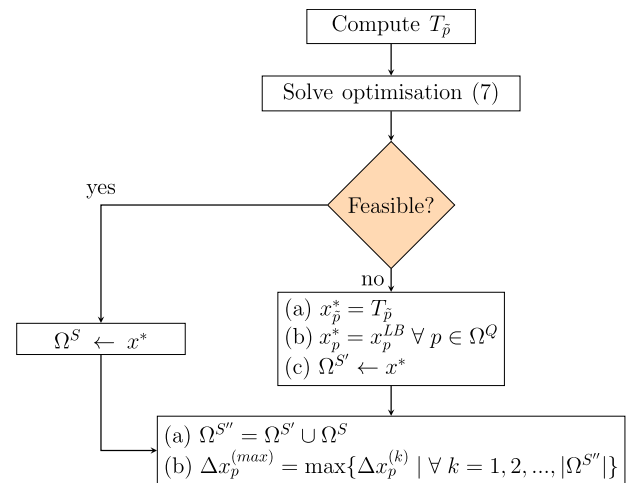 Compute $T_{\tilde{p}}$
Solve optimisation (7)
Feasible?
yes
no
(a) $x^*_{\tilde{p}} = T_{\tilde{p}}$
(b) $x^*_p = x^{LB}_p \; \forall \; p \in \Omega^Q$
(c) $\Omega^{S'} \leftarrow x^*$
$\Omega^S \leftarrow x^*$
(a) $\Omega^{S''} = \Omega^{S'} \cup \Omega^S$
(b) $\Delta x^{(max)}_p = \max\{\Delta x^{(k)}_p \mid \forall \; k = 1, 2, ..., |\Omega^{S''}|\}$